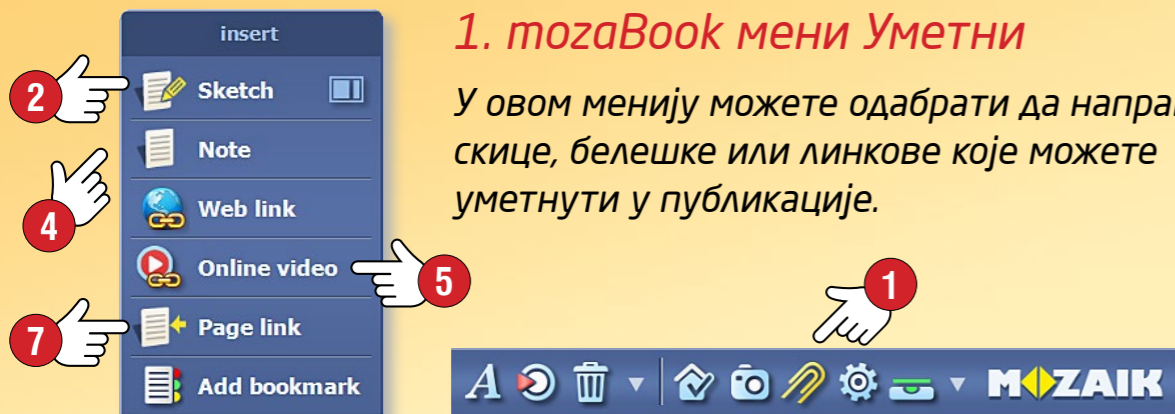 insert
2
Sketch
Note
4
Web link
Online video
5
7
Page link
Add bookmark
1. mozaBook мени Уметни
У овом менију можете одабрати да
скице, белешке или линкове које можете
уметнути у публикације.
1
A
MOZAIK